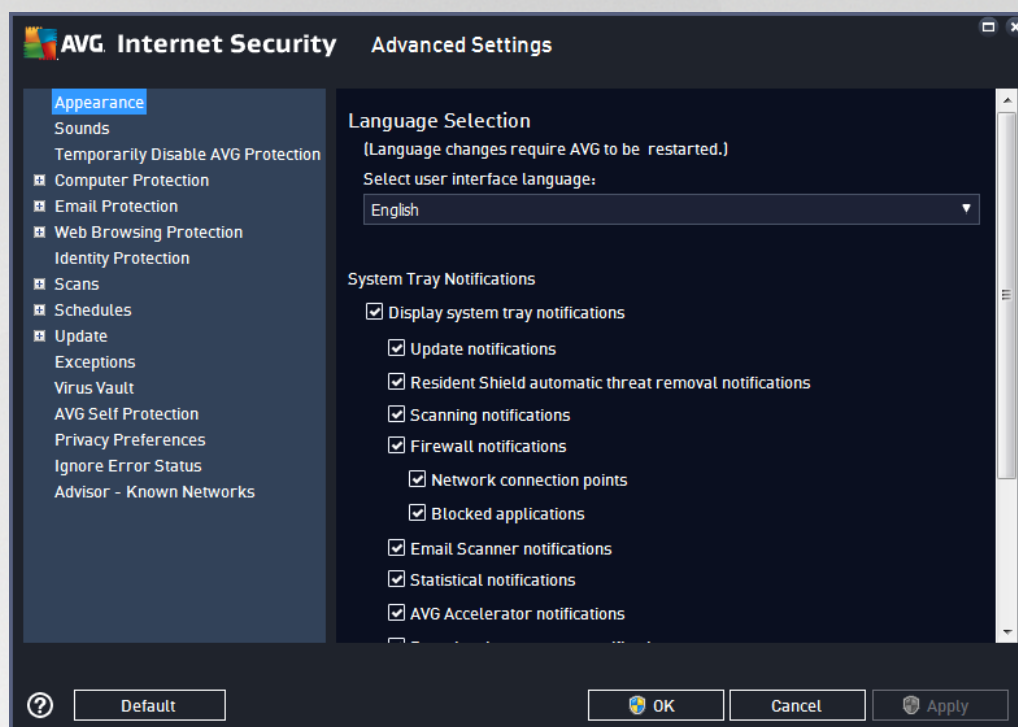 AVG. Internet Security Advanced Settings
Appearance
Sounds
Temporarily Disable AVG Protection
Computer Protection
Email Protection
Web Browsing Protection
Identity Protection
Scans
Schedules
Update
Exceptions
Virus Vault
AVG Self Protection
Privacy Preferences
Ignore Error Status
Advisor - Known Networks
Language Selection
(Language changes require AVG to be restarted.)
Select user interface language:
English
System Tray Notifications
Display system tray notifications
Update notifications
Resident Shield automatic threat removal notifications
Scanning notifications
Firewall notifications
Network connection points
Blocked applications
Email Scanner notifications
Statistical notifications
AVG Accelerator notifications
Default
OK
Cancel
Apply